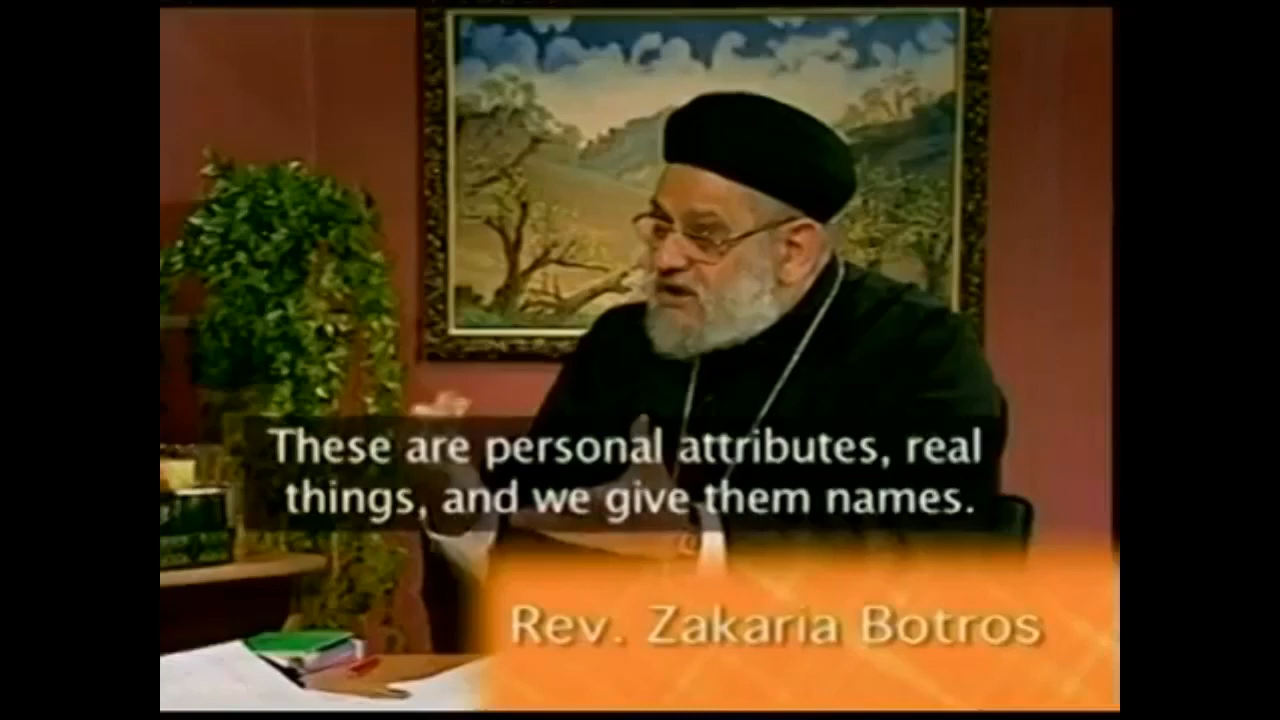 These are personal attributes, real
things, and we give them names.
Rev. Zakaria Botros